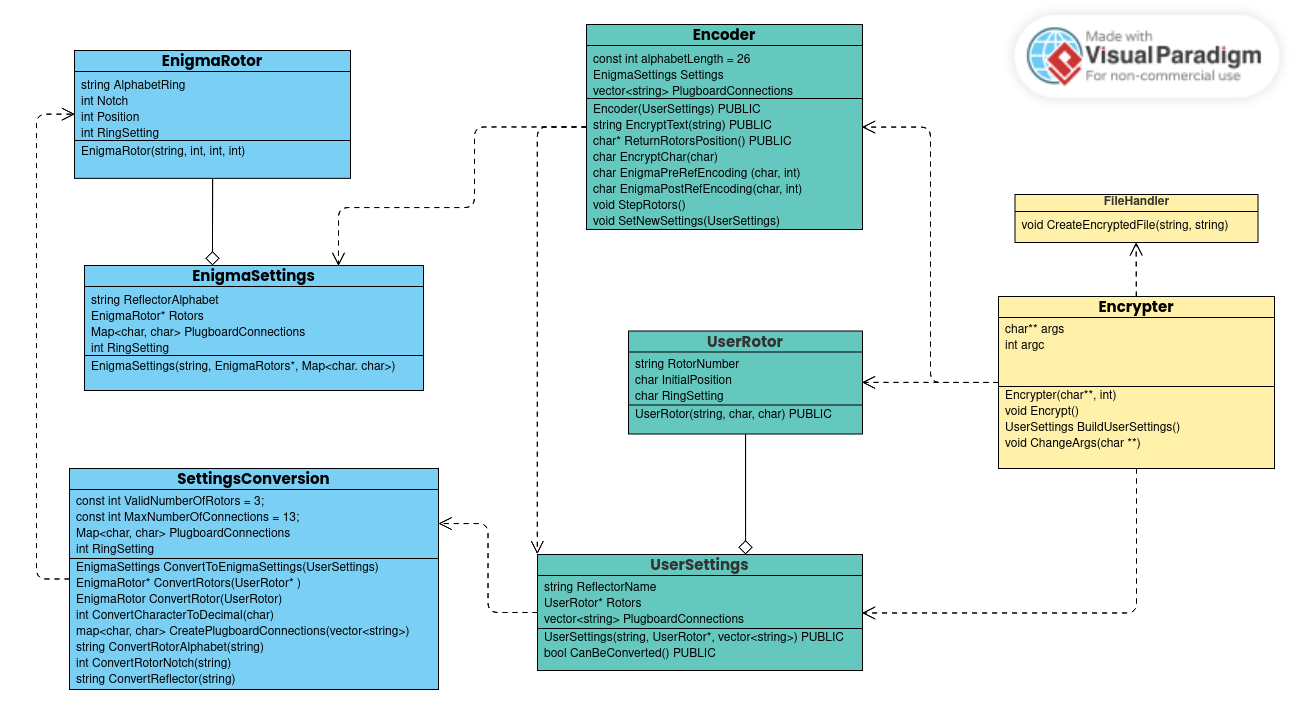 EnigmaRotor
string AlphabetRing
int Notch
int Position
int RingSetting
EnigmaRotor(string, int, int, int)
EnigmaSettings
string ReflectorAlphabet
EnigmaRotor* Rotors
Map<char, char> PlugboardConnections
int RingSetting
EnigmaSettings(string, EnigmaRotors*, Map<char. char>)
SettingsConversion
const int ValidNumberOfRotors = 3;
const int MaxNumberOfConnections = 13;
Map<char, char> PlugboardConnections
int RingSetting
EnigmaSettings ConvertToEnigmaSettings(UserSettings)
EnigmaRotor* ConvertRotors(UserRotor* )
EnigmaRotor ConvertRotor(UserRotor)
int ConvertCharacterToDecimal(char)
map<char, char> CreatePlugboardConnections(vector<string>)
string ConvertRotorAlphabet(string)
int ConvertRotorNotch(string)
string ConvertReflector(string)
Encoder
const int alphabetLength = 26
EnigmaSettings Settings
vector<string> PlugboardConnections
Encoder(UserSettings) PUBLIC
string EncryptText(string) PUBLIC
char* ReturnRotorsPosition() PUBLIC
char EncryptChar(char)
char EnigmaPreRefEncoding (char, int)
char EnigmaPostRefEncoding(char, int)
void StepRotors()
void SetNewSettings(UserSettings)
UserRotor
string RotorNumber
char InitialPosition
char RingSetting
UserRotor(string, char, char) PUBLIC
UserSettings
string ReflectorName
UserRotor* Rotors
vector<string> PlugboardConnections
UserSettings(string, UserRotor*, vector<string>) PUBLIC
bool CanBeConverted() PUBLIC
Made with
Visual Paradigm
For non-commercial use
FileHandler
void CreateEncryptedFile(string, string)
Encrypter
char** args
int argc
Encrypter(char**, int)
void Encrypt()
UserSettings BuildUserSettings()
void ChangeArgs(char **)